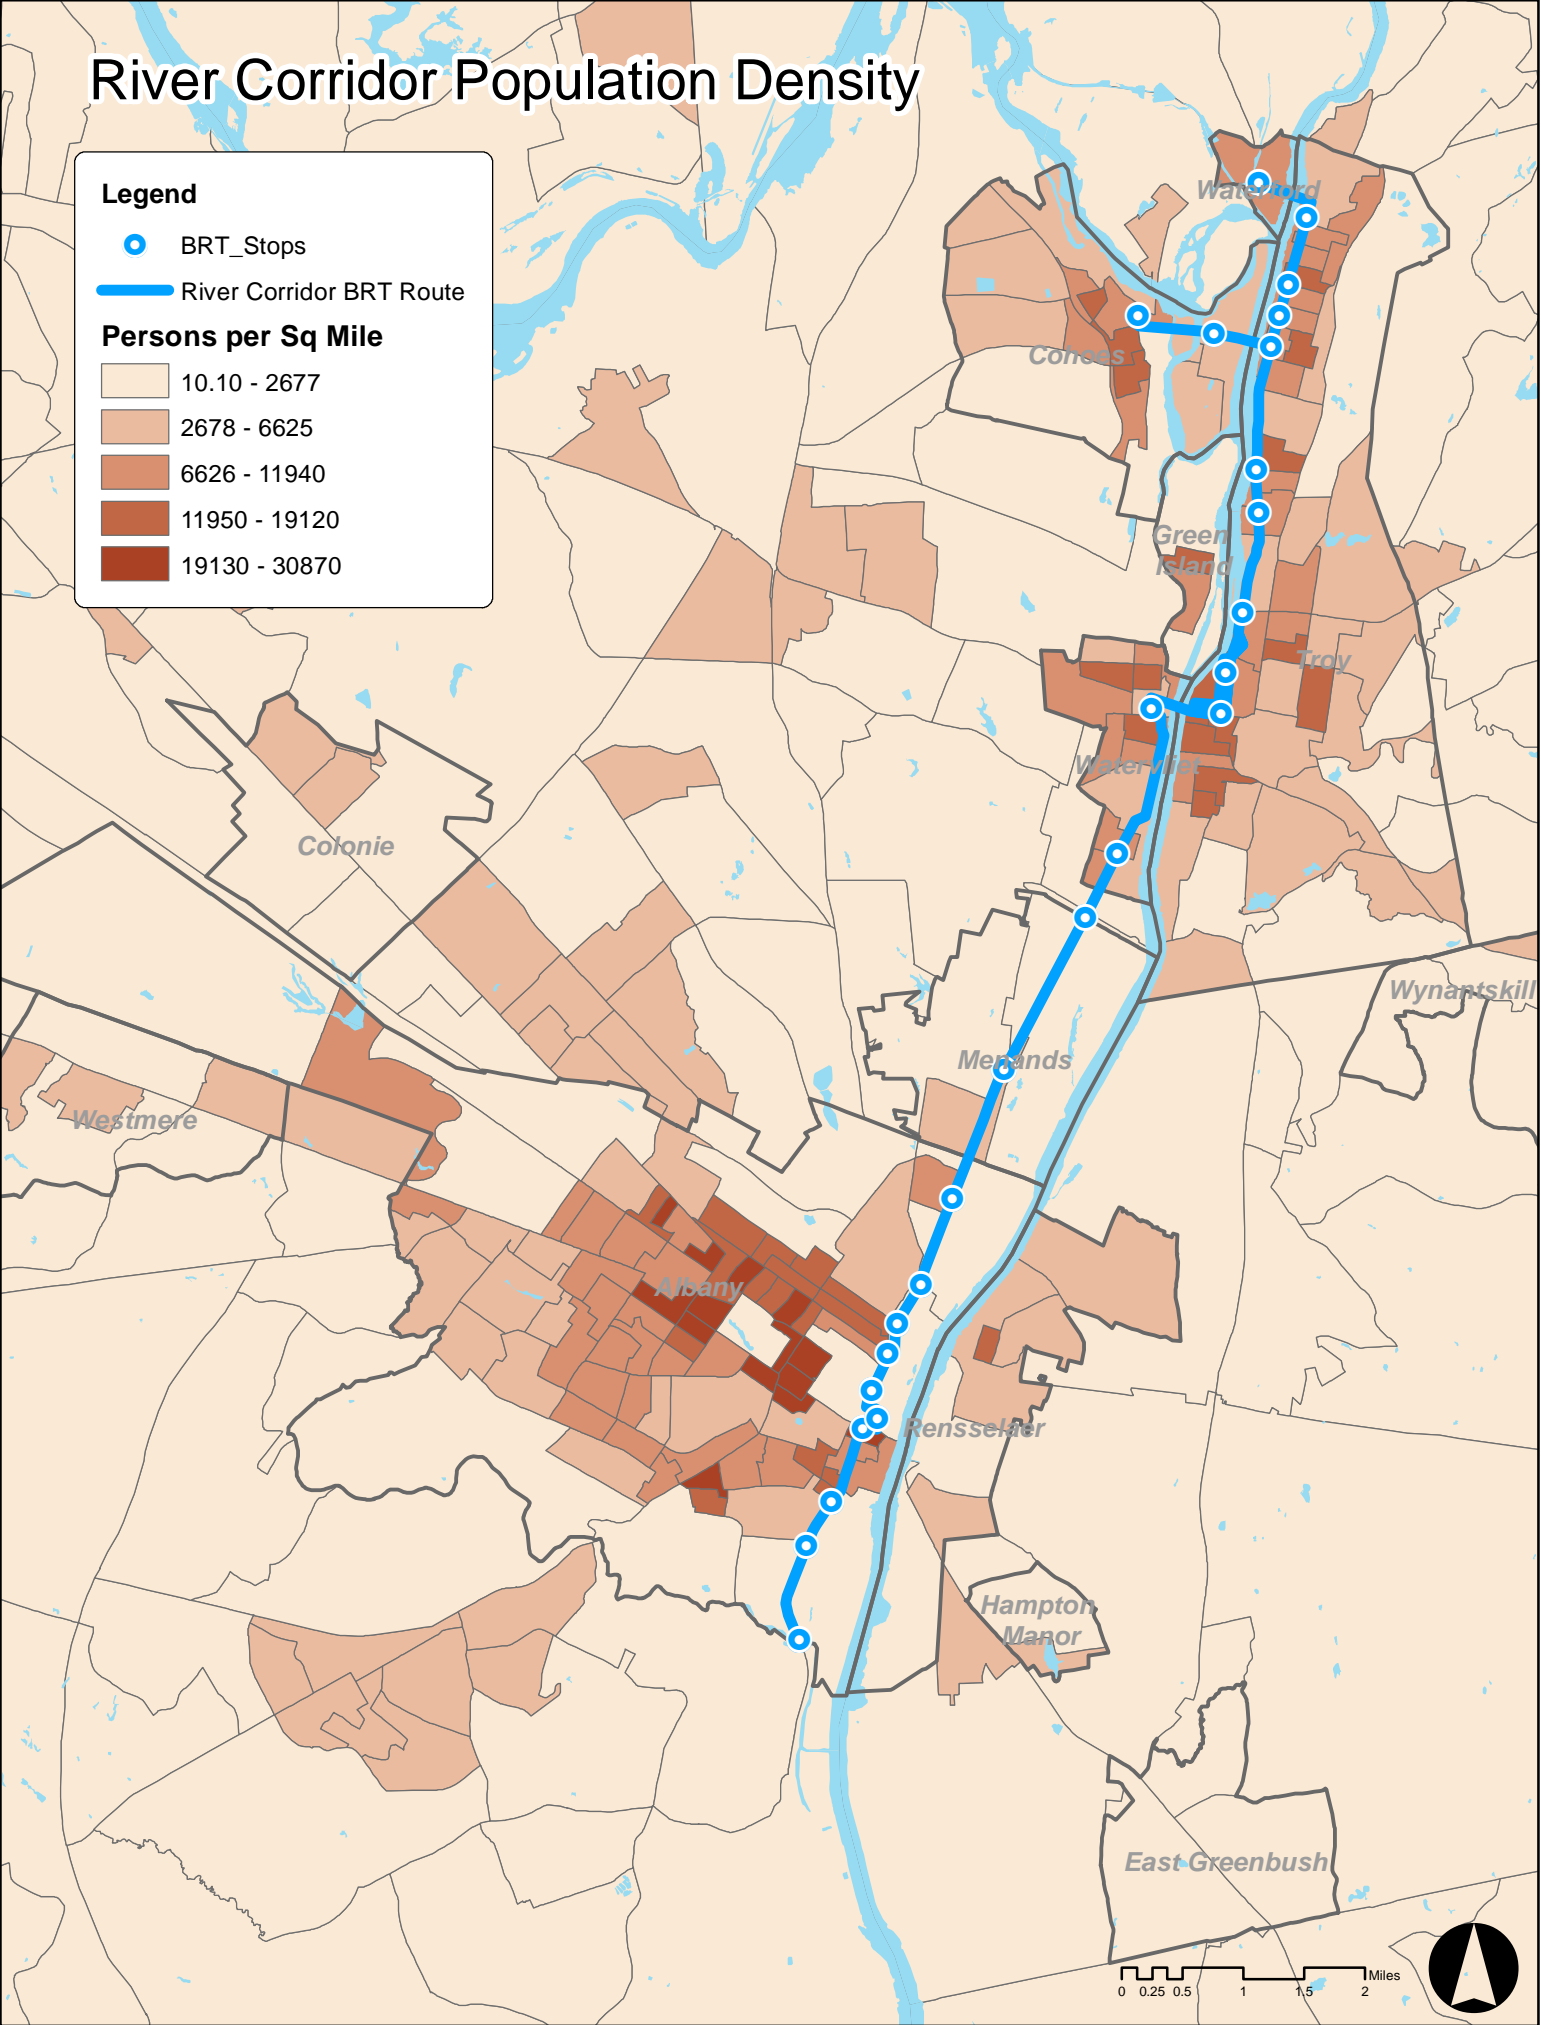 River Corridor Population Density
Legend
BRT_Stops
River Corridor BRT Route
Persons per Sq Mile
10.10 - 2677
2678 - 6625
6626 - 11940
11950 - 19120
19130 - 30870
Waterford
Cohoes
Green
Island
Troy
Watervliet
Colonie
Wynantskill
Menands
Westmere
Albany
Rensselaer
Hampton
Manor
East Greenbush
Miles
0 0.25 0.5 1 1.5 2